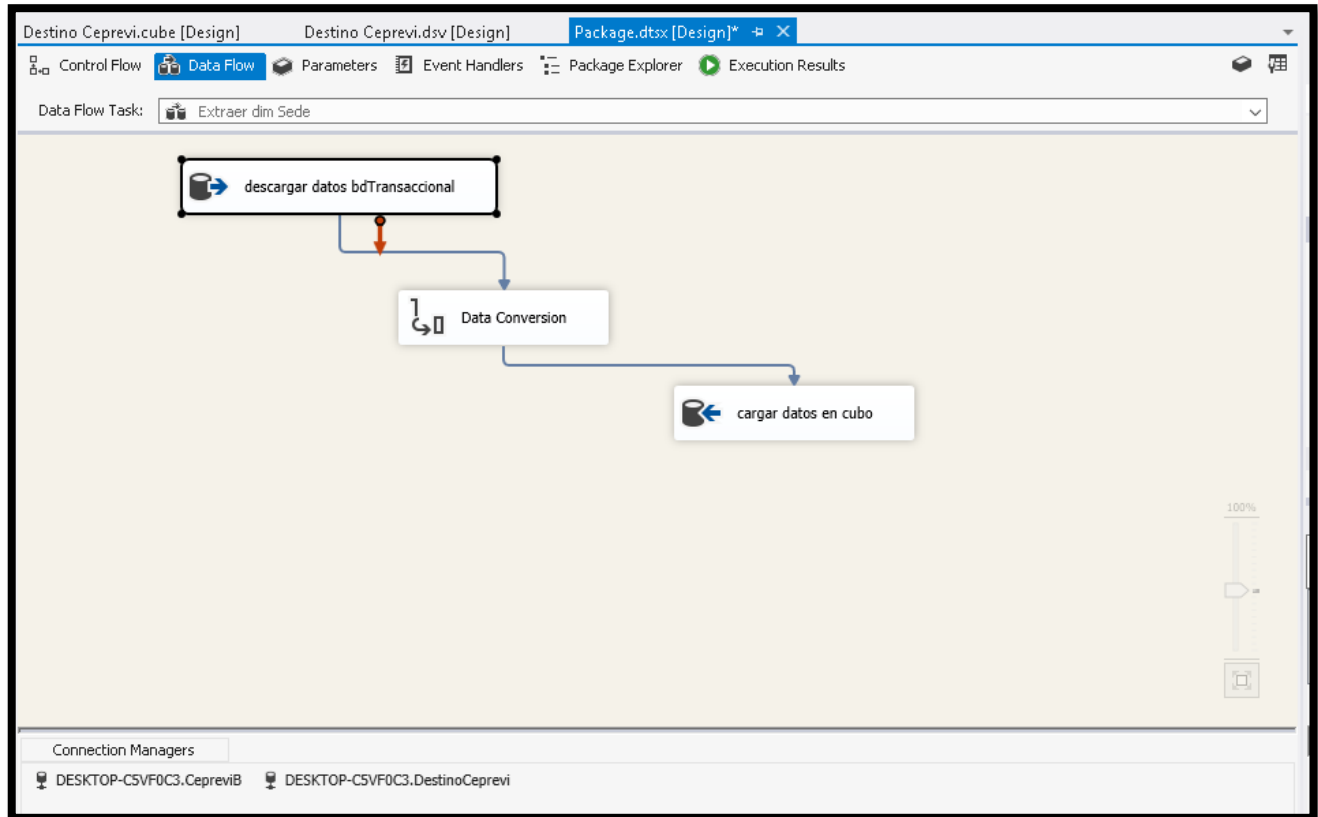 Destino Ceprevi.cube [Design] Destino Ceprevi.dsv [Design] Package.dtsx [Design]*
Control Flow Data Flow Parameters Event Handlers Package Explorer Execution Results
Data Flow Task: Extraer dim Sede
descargar datos bdTransaccional
Data Conversion
cargar datos en cubo
100%
Connection Managers
DESKTOP-C5VF0C3.CepreviB DESKTOP-C5VF0C3.DestinoCeprevi